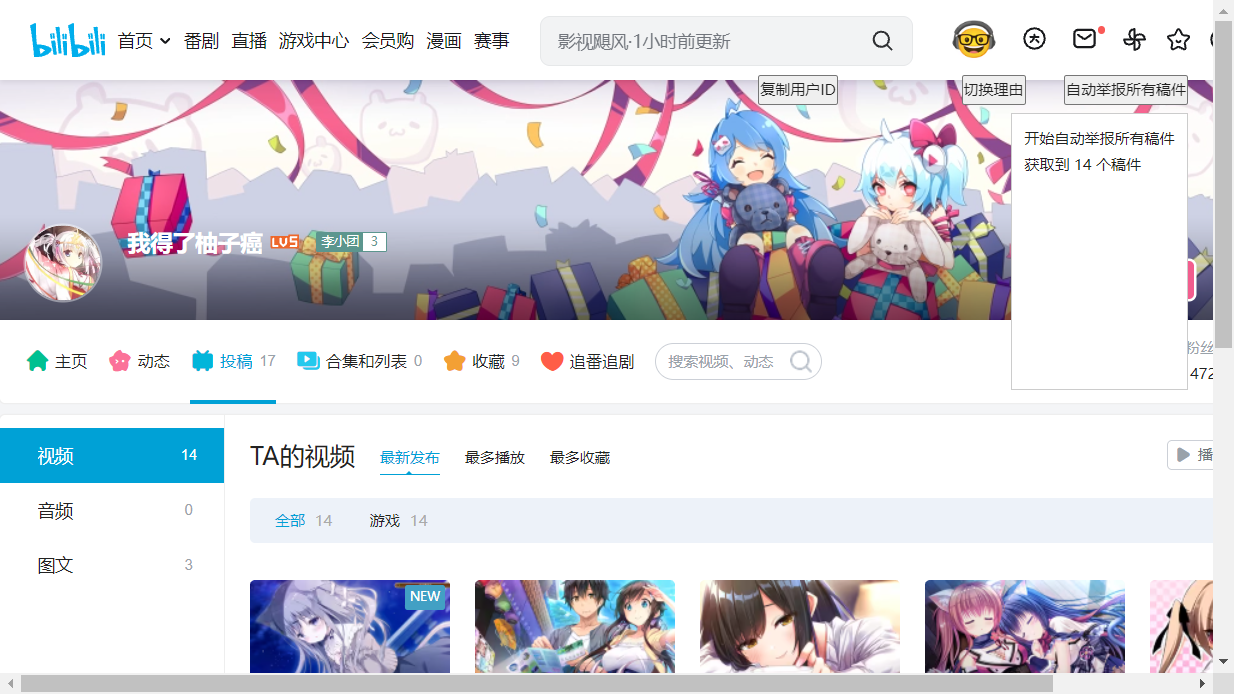 bilibili
首页 番剧 直播 游戏中心 会员购 漫画 赛事
影视飓风·1小时前更新
复制用户ID 切换理由 自动举报所有稿件
开始自动举报所有稿件
获取到 14 个稿件
我得了柚子癌 LV5 李小团 3
主页 动态 投稿 17 合集和列表 0 收藏 9 追番追剧 搜索视频、动态
粉丝
472
视频 14
音频 0
图文 3
TA的视频 最新发布 最多播放 最多收藏 播
全部 14 游戏 14
NEW